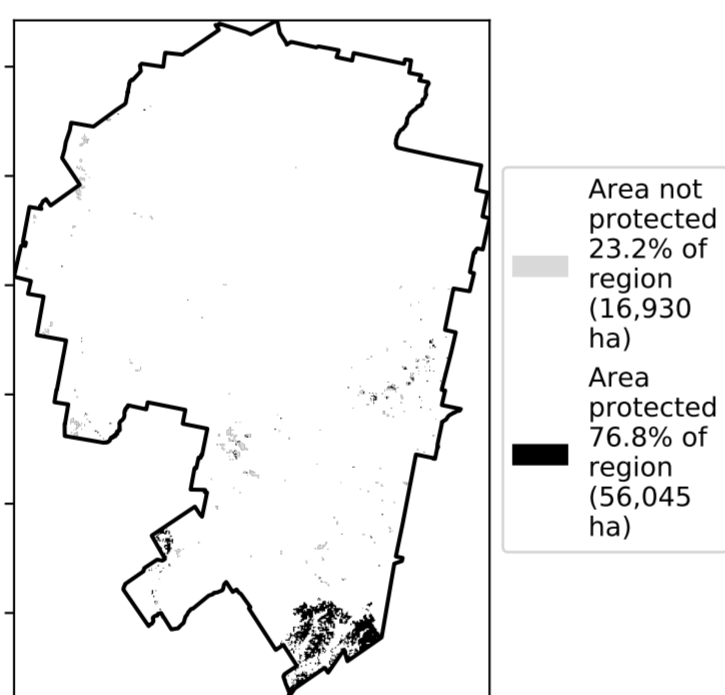 Area not
protected
23.2% of
region
(16,930
ha)
Area
protected
76.8% of
region
(56,045
ha)